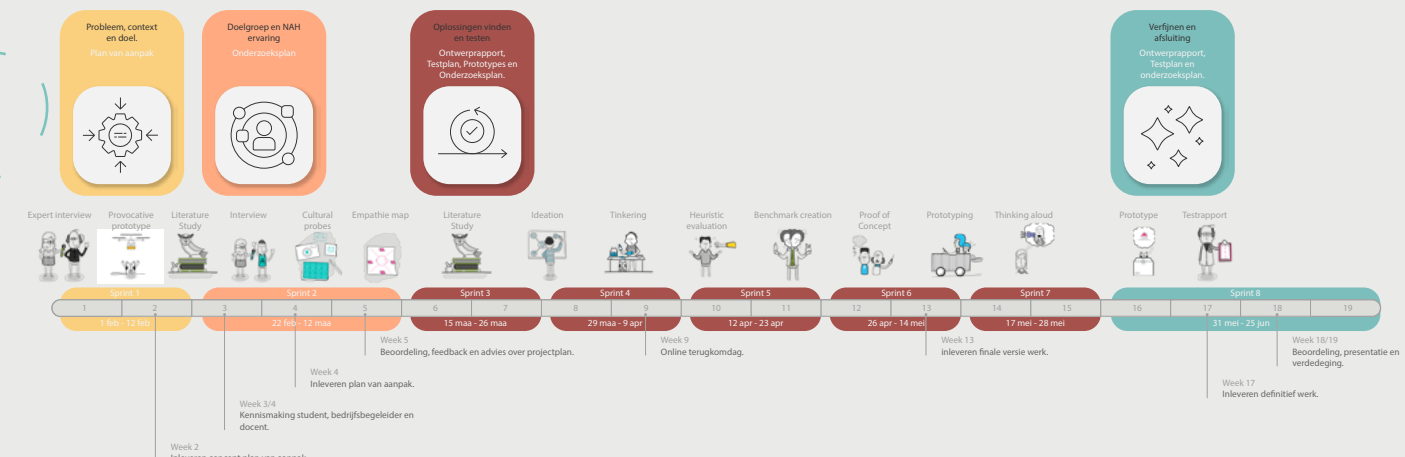 Probleem, context
en doel.
Plan van aanpak
Doelgroep en NAH
ervaring
Onderzoeksplan
Oplossingen vinden
en testen
Ontwerprapport,
Testplan, Prototypes en
Onderzoeksplan.
Verfijnen en
afsluiting
Ontwerprapport,
Testplan en
onderzoeksplan.
Expert interview
Provocative
prototype
Literature
Study
Interview
Cultural
probes
Empathie map
Literature
Study
Ideation
Tinkering
Heuristic
evaluation
Benchmark creation
Proof of
Concept
Prototyping
Thinking aloud
Prototype
Testrapport
Sprint 1
Sprint 2
Sprint 3
Sprint 4
Sprint 5
Sprint 6
Sprint 7
Sprint 8
1 2 3 4 5 6 7 8 9 10 11 12 13 14 15 16 17 18 19
1 feb - 12 feb
22 feb - 12 maa
15 maa - 26 maa
29 maa - 9 apr
12 apr - 23 apr
26 apr - 14 mei
17 mei - 28 mei
31 mei - 25 jun
Week 5
Beoordeling, feedback en advies over projectplan.
Week 9
Online terugkomdag.
Week 13
inleveren finale versie werk.
Week 18/19
Beoordeling, presentatie en
verdedeging.
Week 4
Inleveren plan van aanpak.
Week 17
Inleveren definitief werk.
Week 3/4
Kennismaking student, bedrijfsbegeleider en
docent.
Week 2